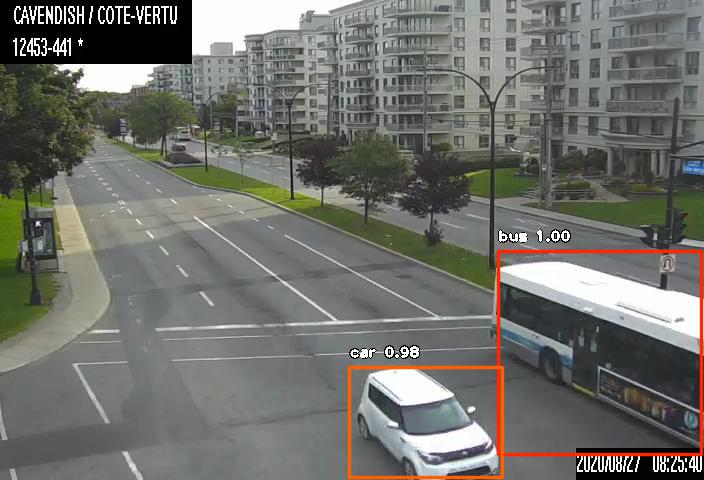 CAVENDISH / COTE-VERTU
12453-441 *
bus 1.00
car 0.98
2020/08/27 08:25:40